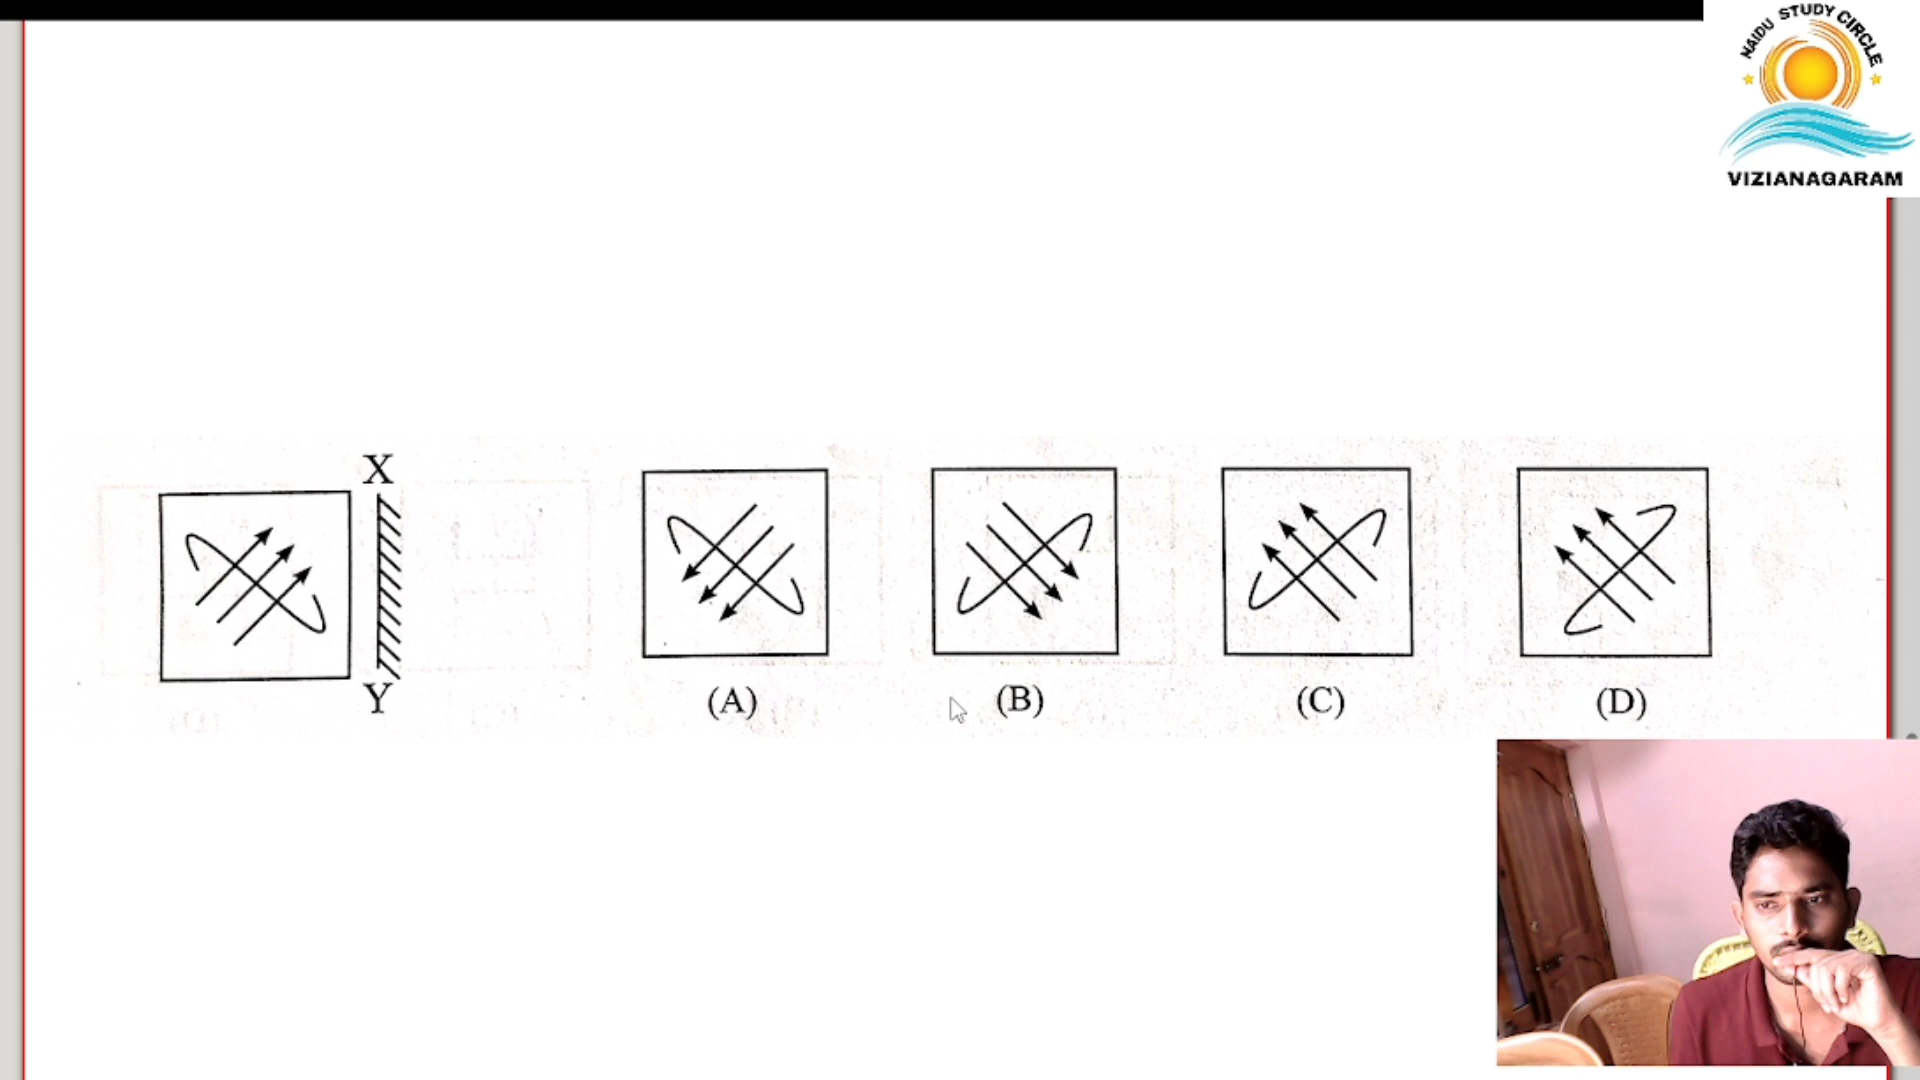 NAIDU STUDY CIRCLE
VIZIANAGARAM
X
Y
(A)
(B)
(C)
(D)